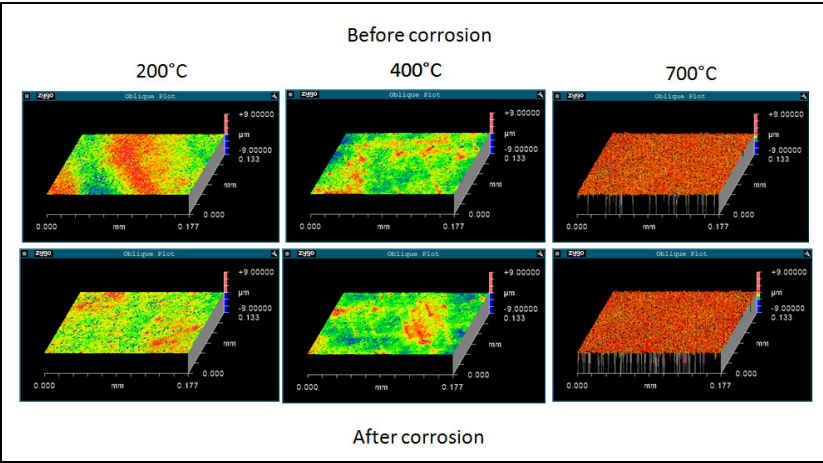 Before corrosion
200°C
400°C
700°C
zygo Oblique Plot
+9.00000
µm
-9.00000
0.133
mm
0.000
0.000 mm 0.177
zygo Oblique Plot
+9.00000
µm
-9.00000
0.133
mm
0.000
0.000 mm 0.177
zygo Oblique Plot
+9.00000
µm
-9.00000
0.133
mm
0.000
0.000 mm 0.177
zygo Oblique Plot
+9.00000
µm
-9.00000
0.133
mm
0.000
0.000 mm 0.177
zygo Oblique Plot
+9.00000
µm
-9.00000
0.133
mm
0.000
0.000 mm 0.177
zygo Oblique Plot
+9.00000
µm
-9.00000
0.133
mm
0.000
0.000 mm 0.177
After corrosion